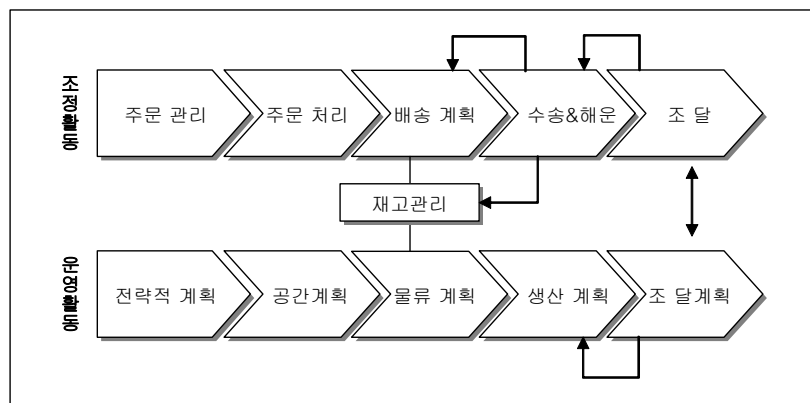 조정활동
주문 관리
주문 처리
배송 계획
수송&해운
조 달
재고관리
운영활동
전략적 계획
공간계획
물류 계획
생산 계획
조 달계획